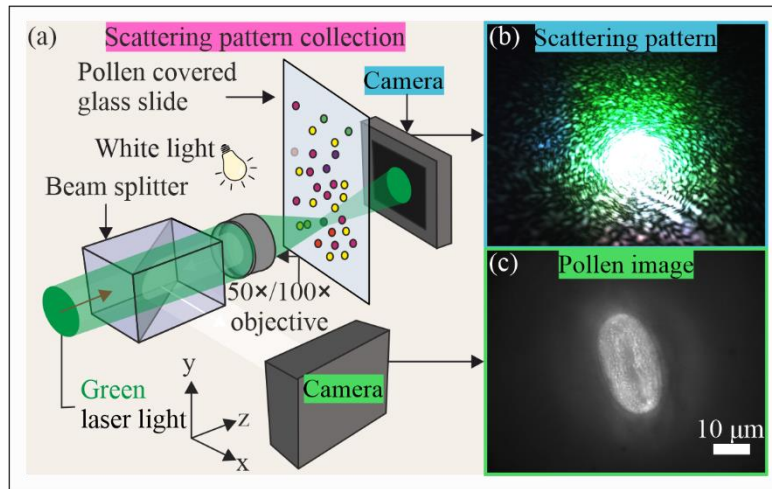 (a)
Scattering pattern collection
Pollen covered
glass slide
Camera
White light
Beam splitter
50×/100×
objective
Green
laser light
y
z
x
Camera
(b)
Scattering pattern
(c)
Pollen image
10 μm